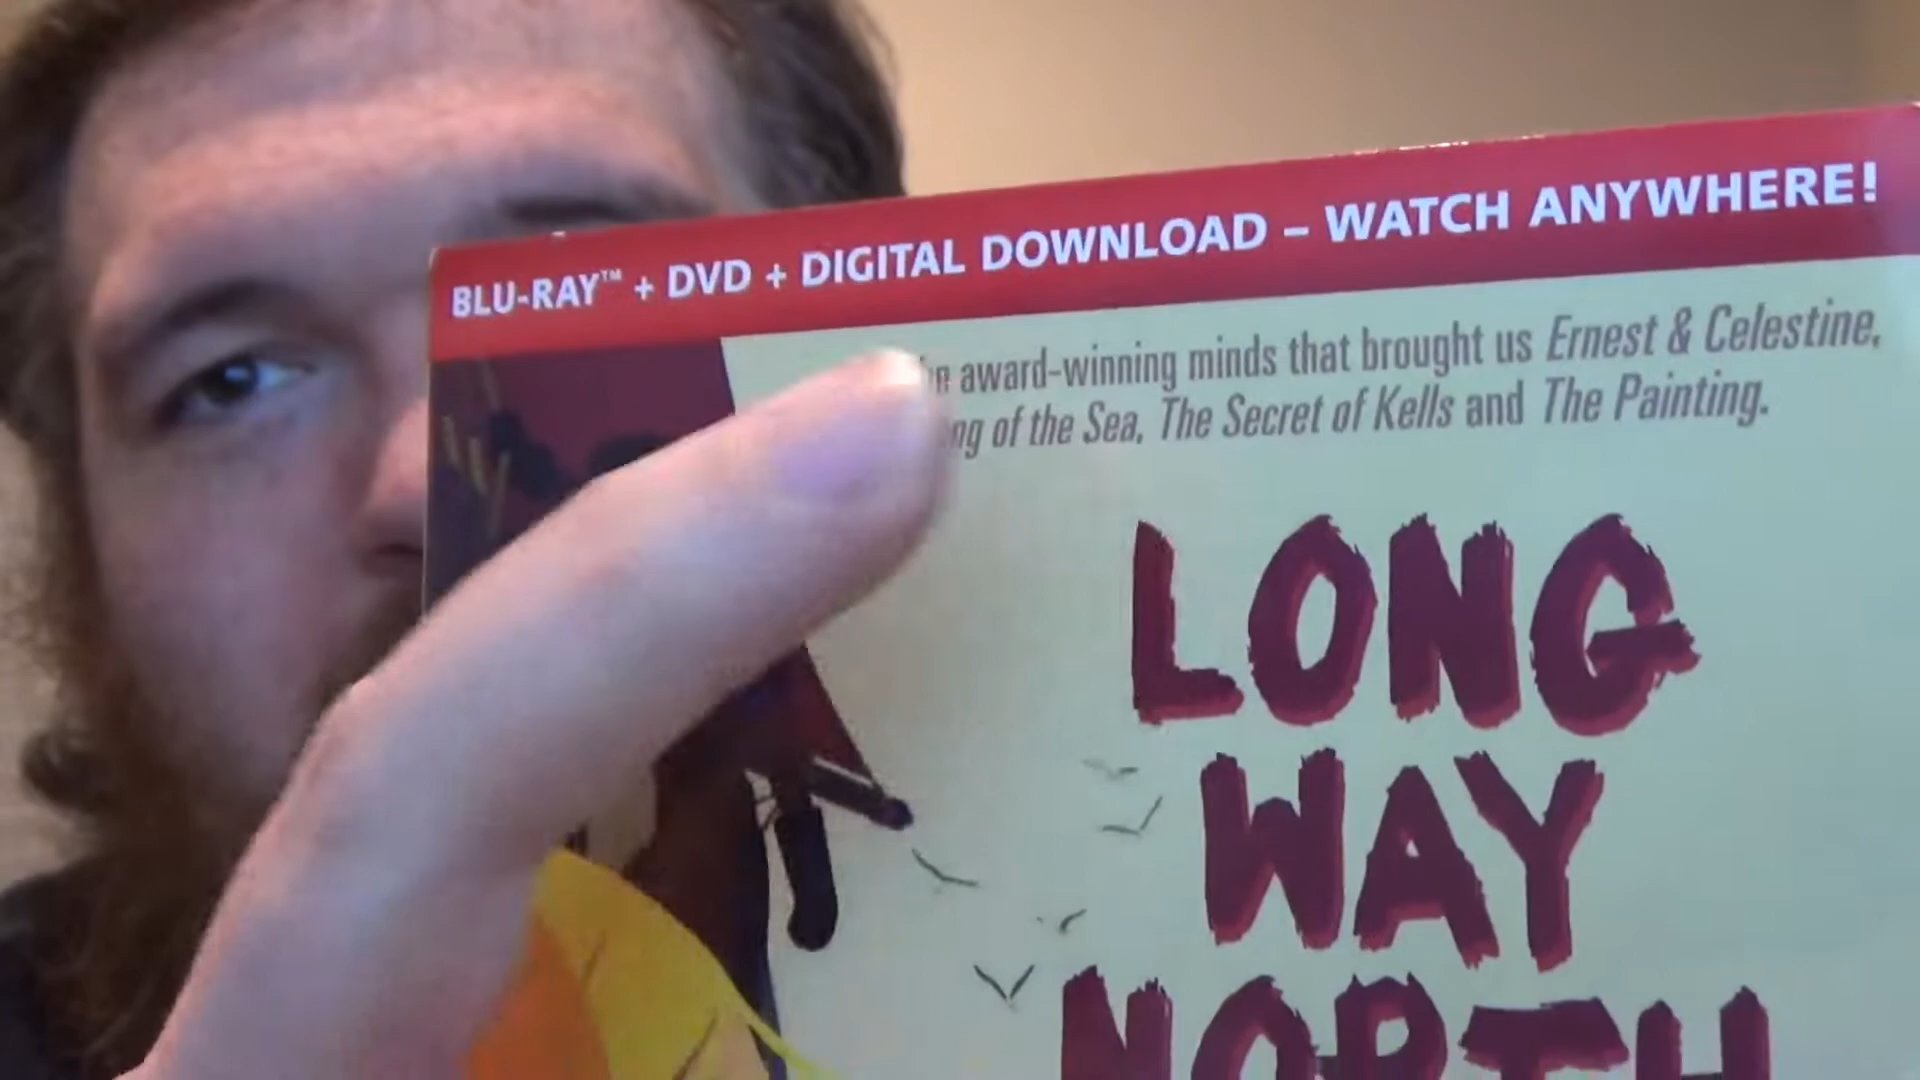 BLU-RAY™ + DVD + DIGITAL DOWNLOAD – WATCH ANYWHERE!
award-winning minds that brought us Ernest & Celestine,
of the Sea, The Secret of Kells and The Painting.
LONG
WAY
NORTH